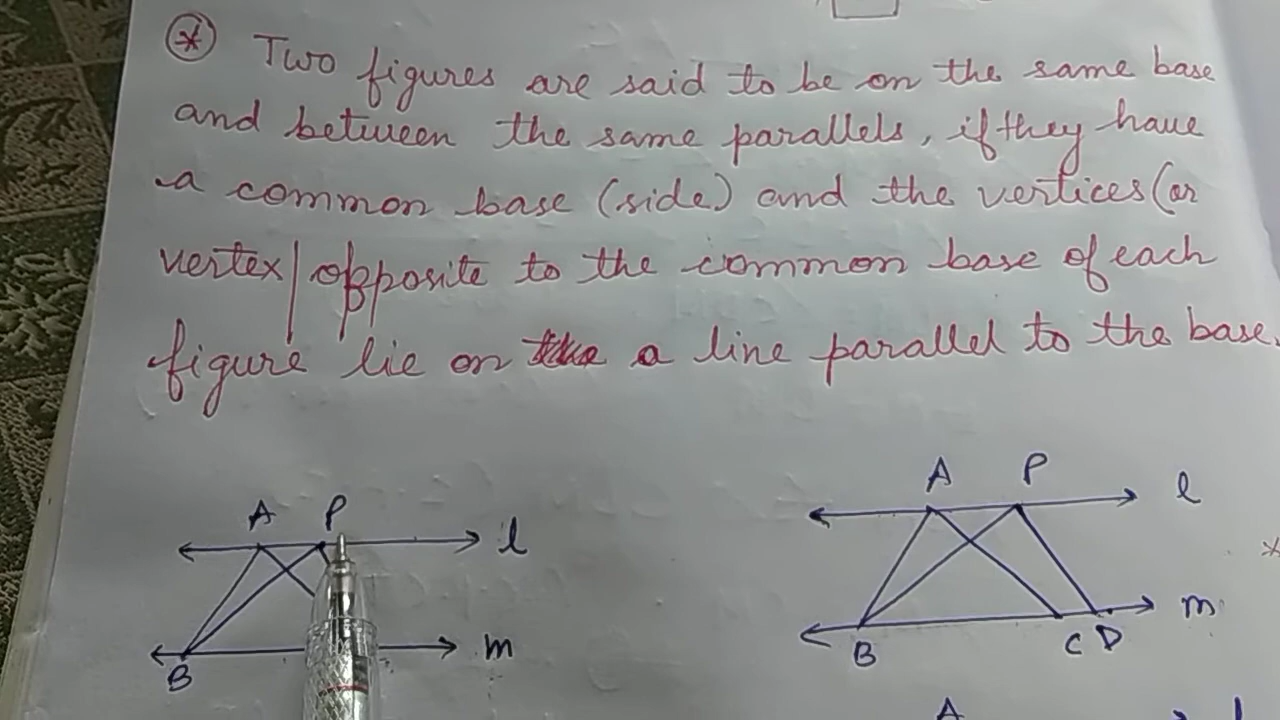 * Two figures are said to be on the same base
and between the same parallels, if they have
a common base (side) and the vertices (or
vertex) opposite to the common base of each
figure lie on a line parallel to the base.
A P l
B m
A P l
B C D m
A l